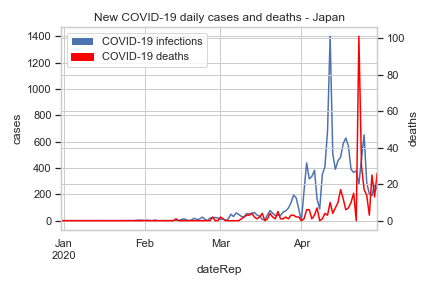 New COVID-19 daily cases and deaths - Japan
COVID-19 infections
COVID-19 deaths
1400
1200
1000
800
600
400
200
0
cases
100
80
60
40
20
0
deaths
Jan
2020
Feb
Mar
Apr
dateRep